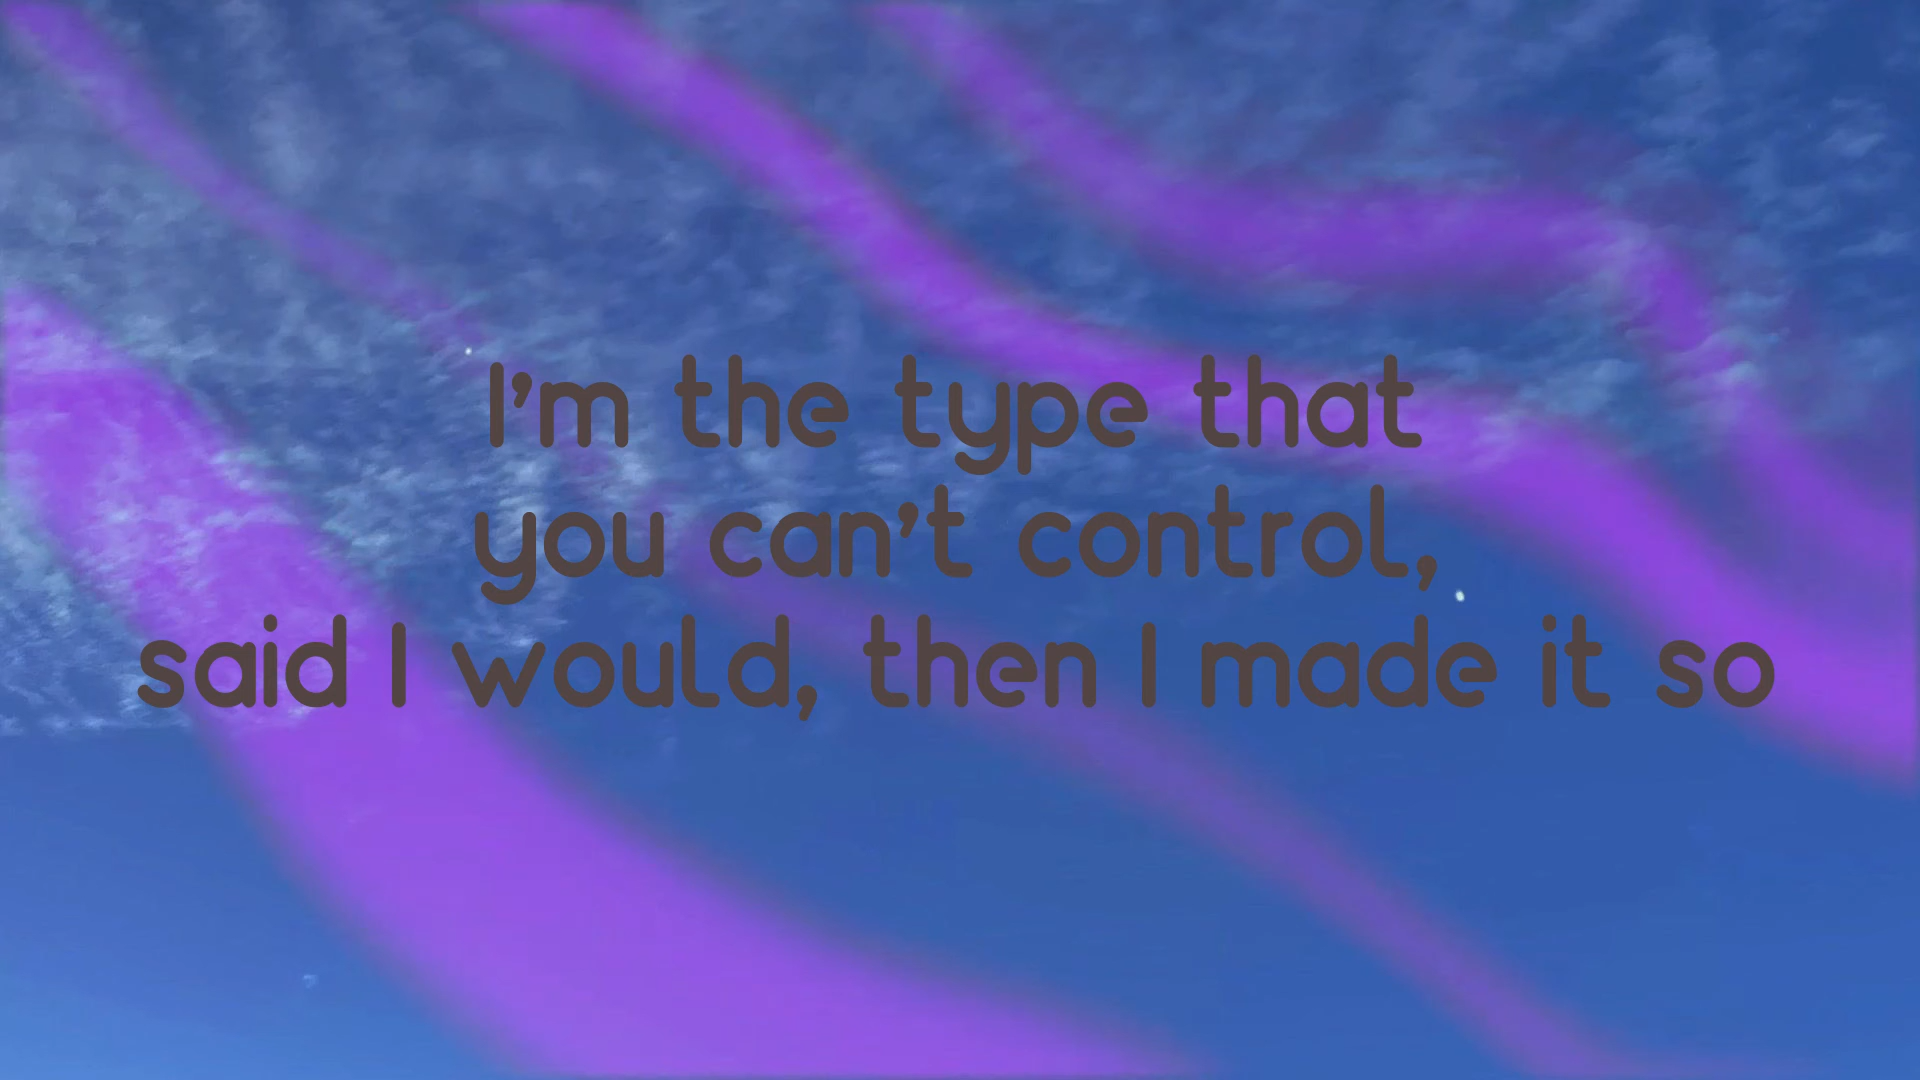 I'm the type that
you can't control,
said I would, then I made it so